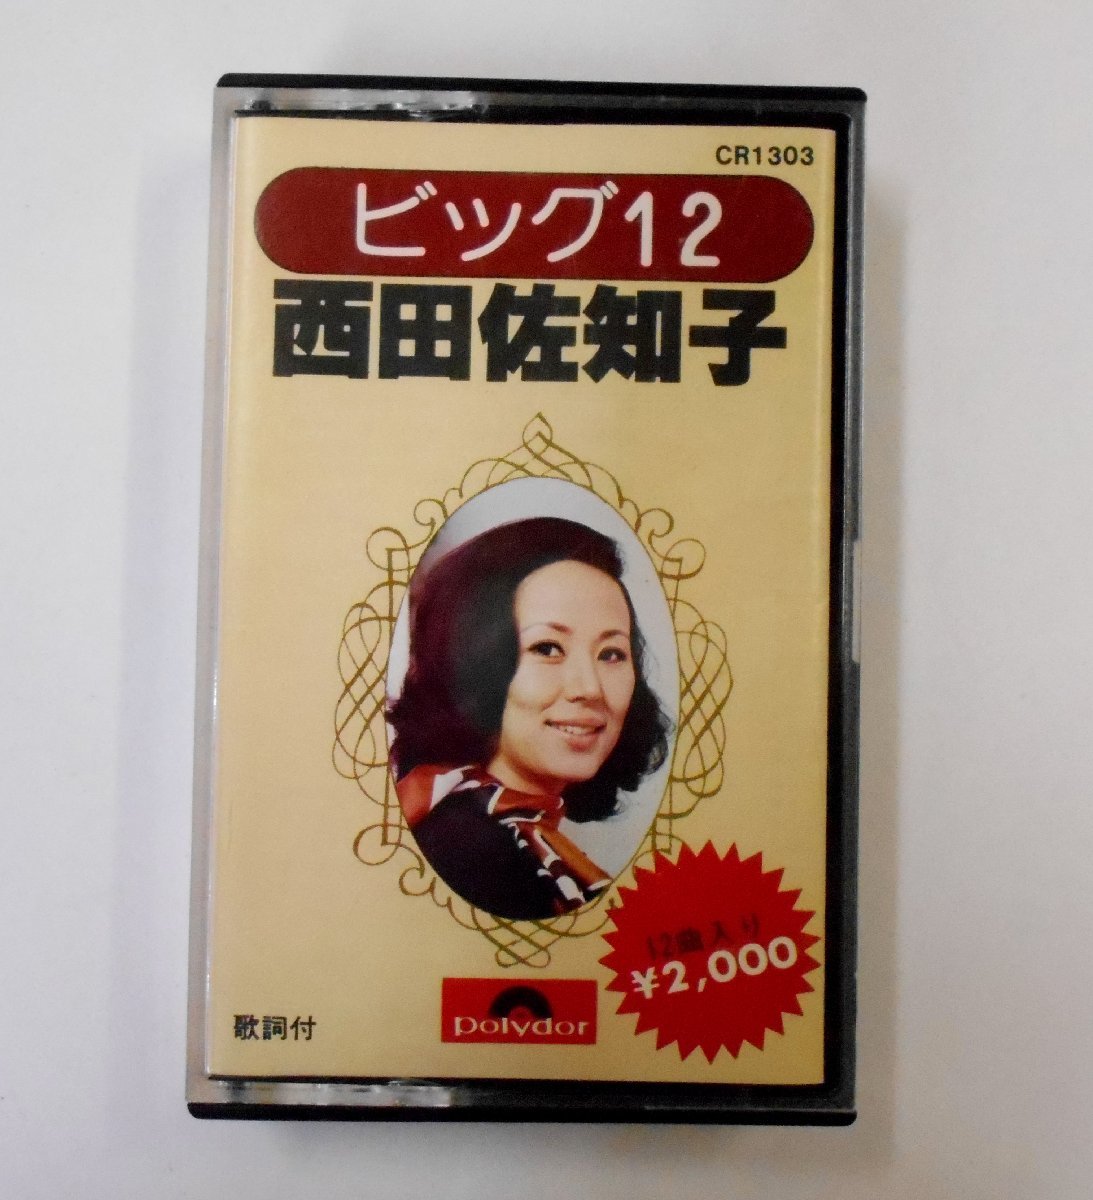 CR1303
ビッグ12
西田佐知子
12曲入り
¥2,000
polydor
歌詞付